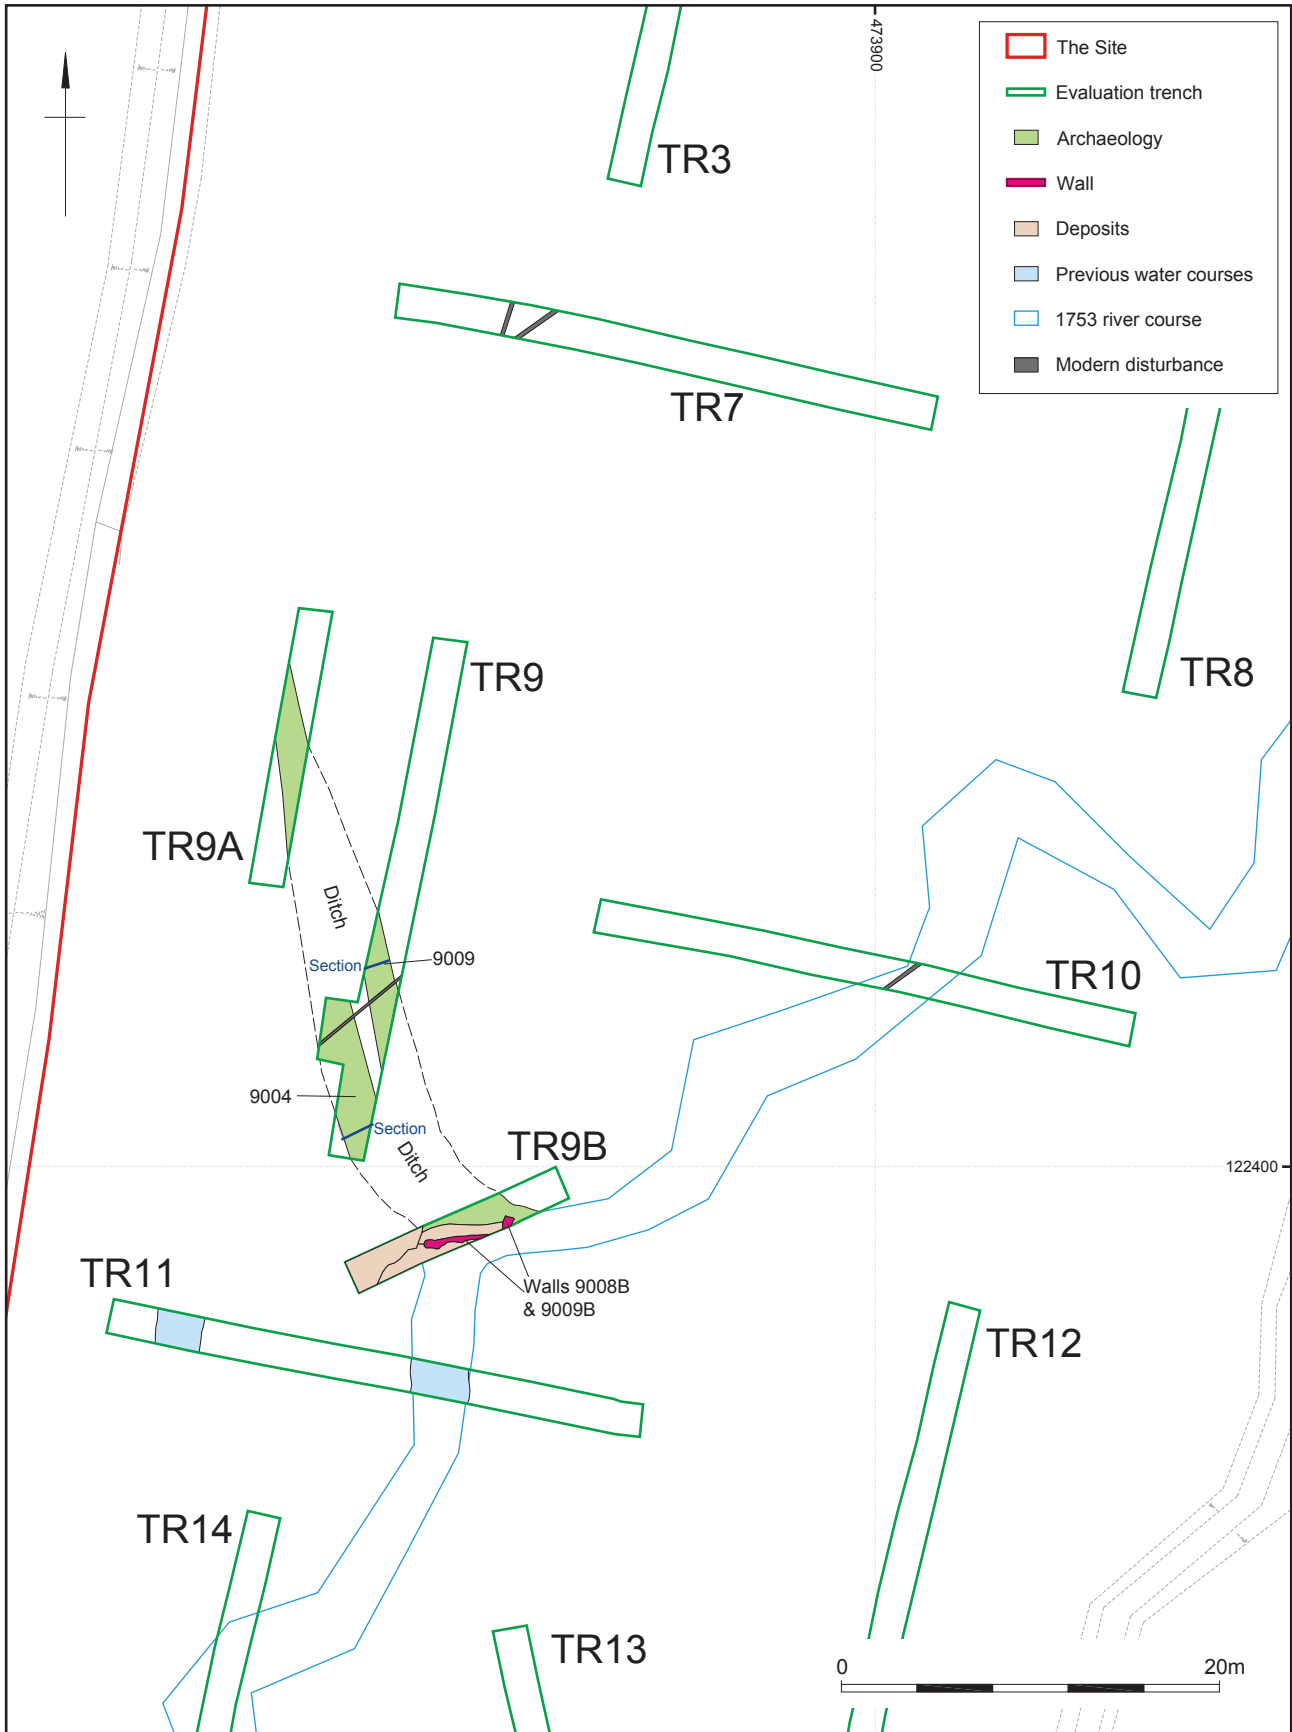 473900
The Site
Evaluation trench
Archaeology
Wall
Deposits
Previous water courses
1753 river course
Modern disturbance
TR3
TR7
TR8
TR9
TR9A
Ditch
Section
9009
TR10
9004
Section
Ditch
TR9B
122400
TR11
Walls 9008B
& 9009B
TR12
TR14
TR13
0
20m